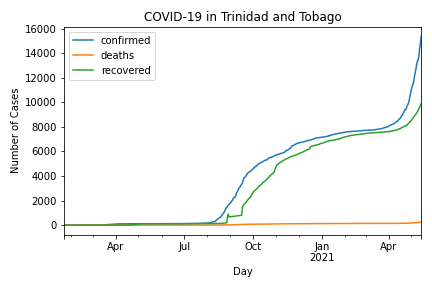 COVID-19 in Trinidad and Tobago
confirmed
deaths
recovered
Number of Cases
16000
14000
12000
10000
8000
6000
4000
2000
0
Apr Jul Oct Jan Apr
2021
Day